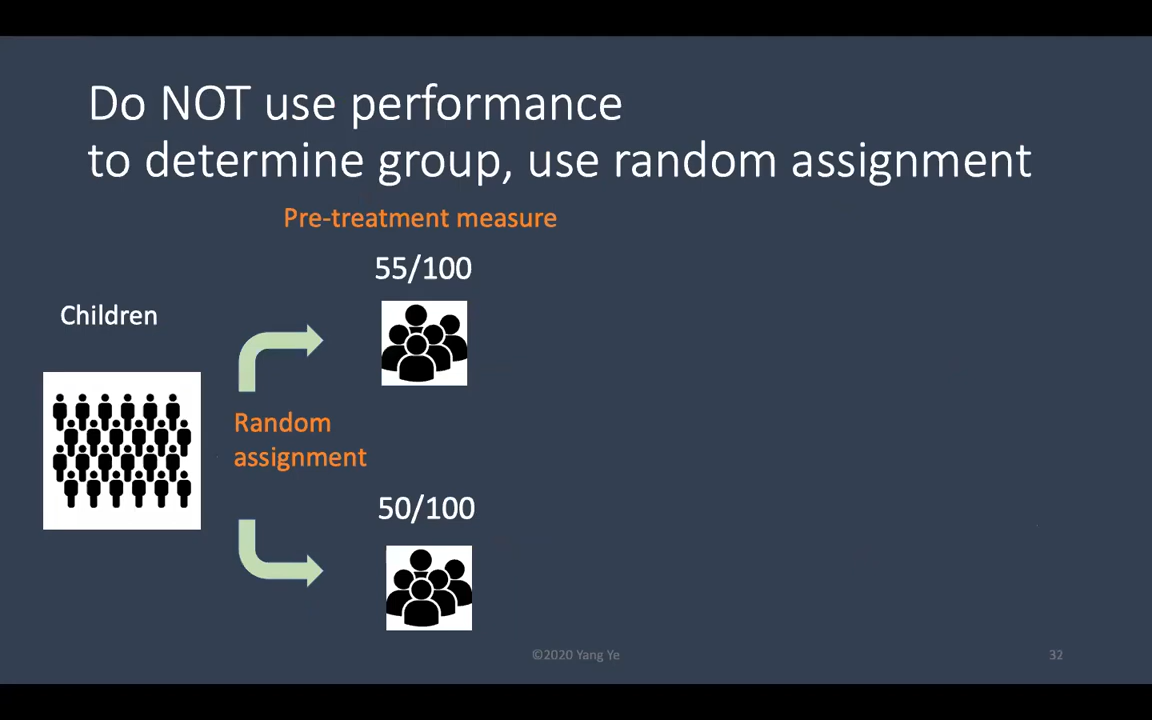 Do NOT use performance
to determine group, use random assignment
Pre-treatment measure
55/100
Children
Random
assignment
50/100
©2020 Yang Ye
32